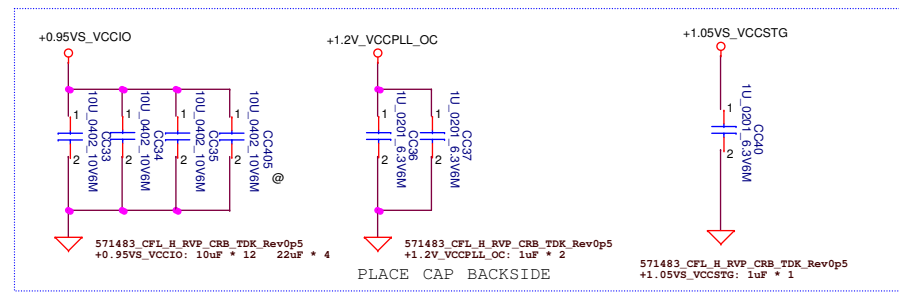 +0.95VS_VCCIO
+1.2V_VCCPLL_OC
+1.05VS_VCCSTG
1
2
10U_0402_10V6M
CC33
1
2
10U_0402_10V6M
CC34
1
2
10U_0402_10V6M
CC35
1
2
10U_0402_10V6M
CC405
@
1
2
1U_0201_6.3V6M
CC36
1
2
1U_0201_6.3V6M
CC37
1
2
1U_0201_6.3V6M
CC40
571483_CFL_H_RVP_CRB_TDK_Rev0p5
+0.95VS_VCCIO: 10uF * 12 22uF * 4
571483_CFL_H_RVP_CRB_TDK_Rev0p5
+1.2V_VCCPLL_OC: 1uF * 2
571483_CFL_H_RVP_CRB_TDK_Rev0p5
+1.05VS_VCCSTG: 1uF * 1
PLACE CAP BACKSIDE